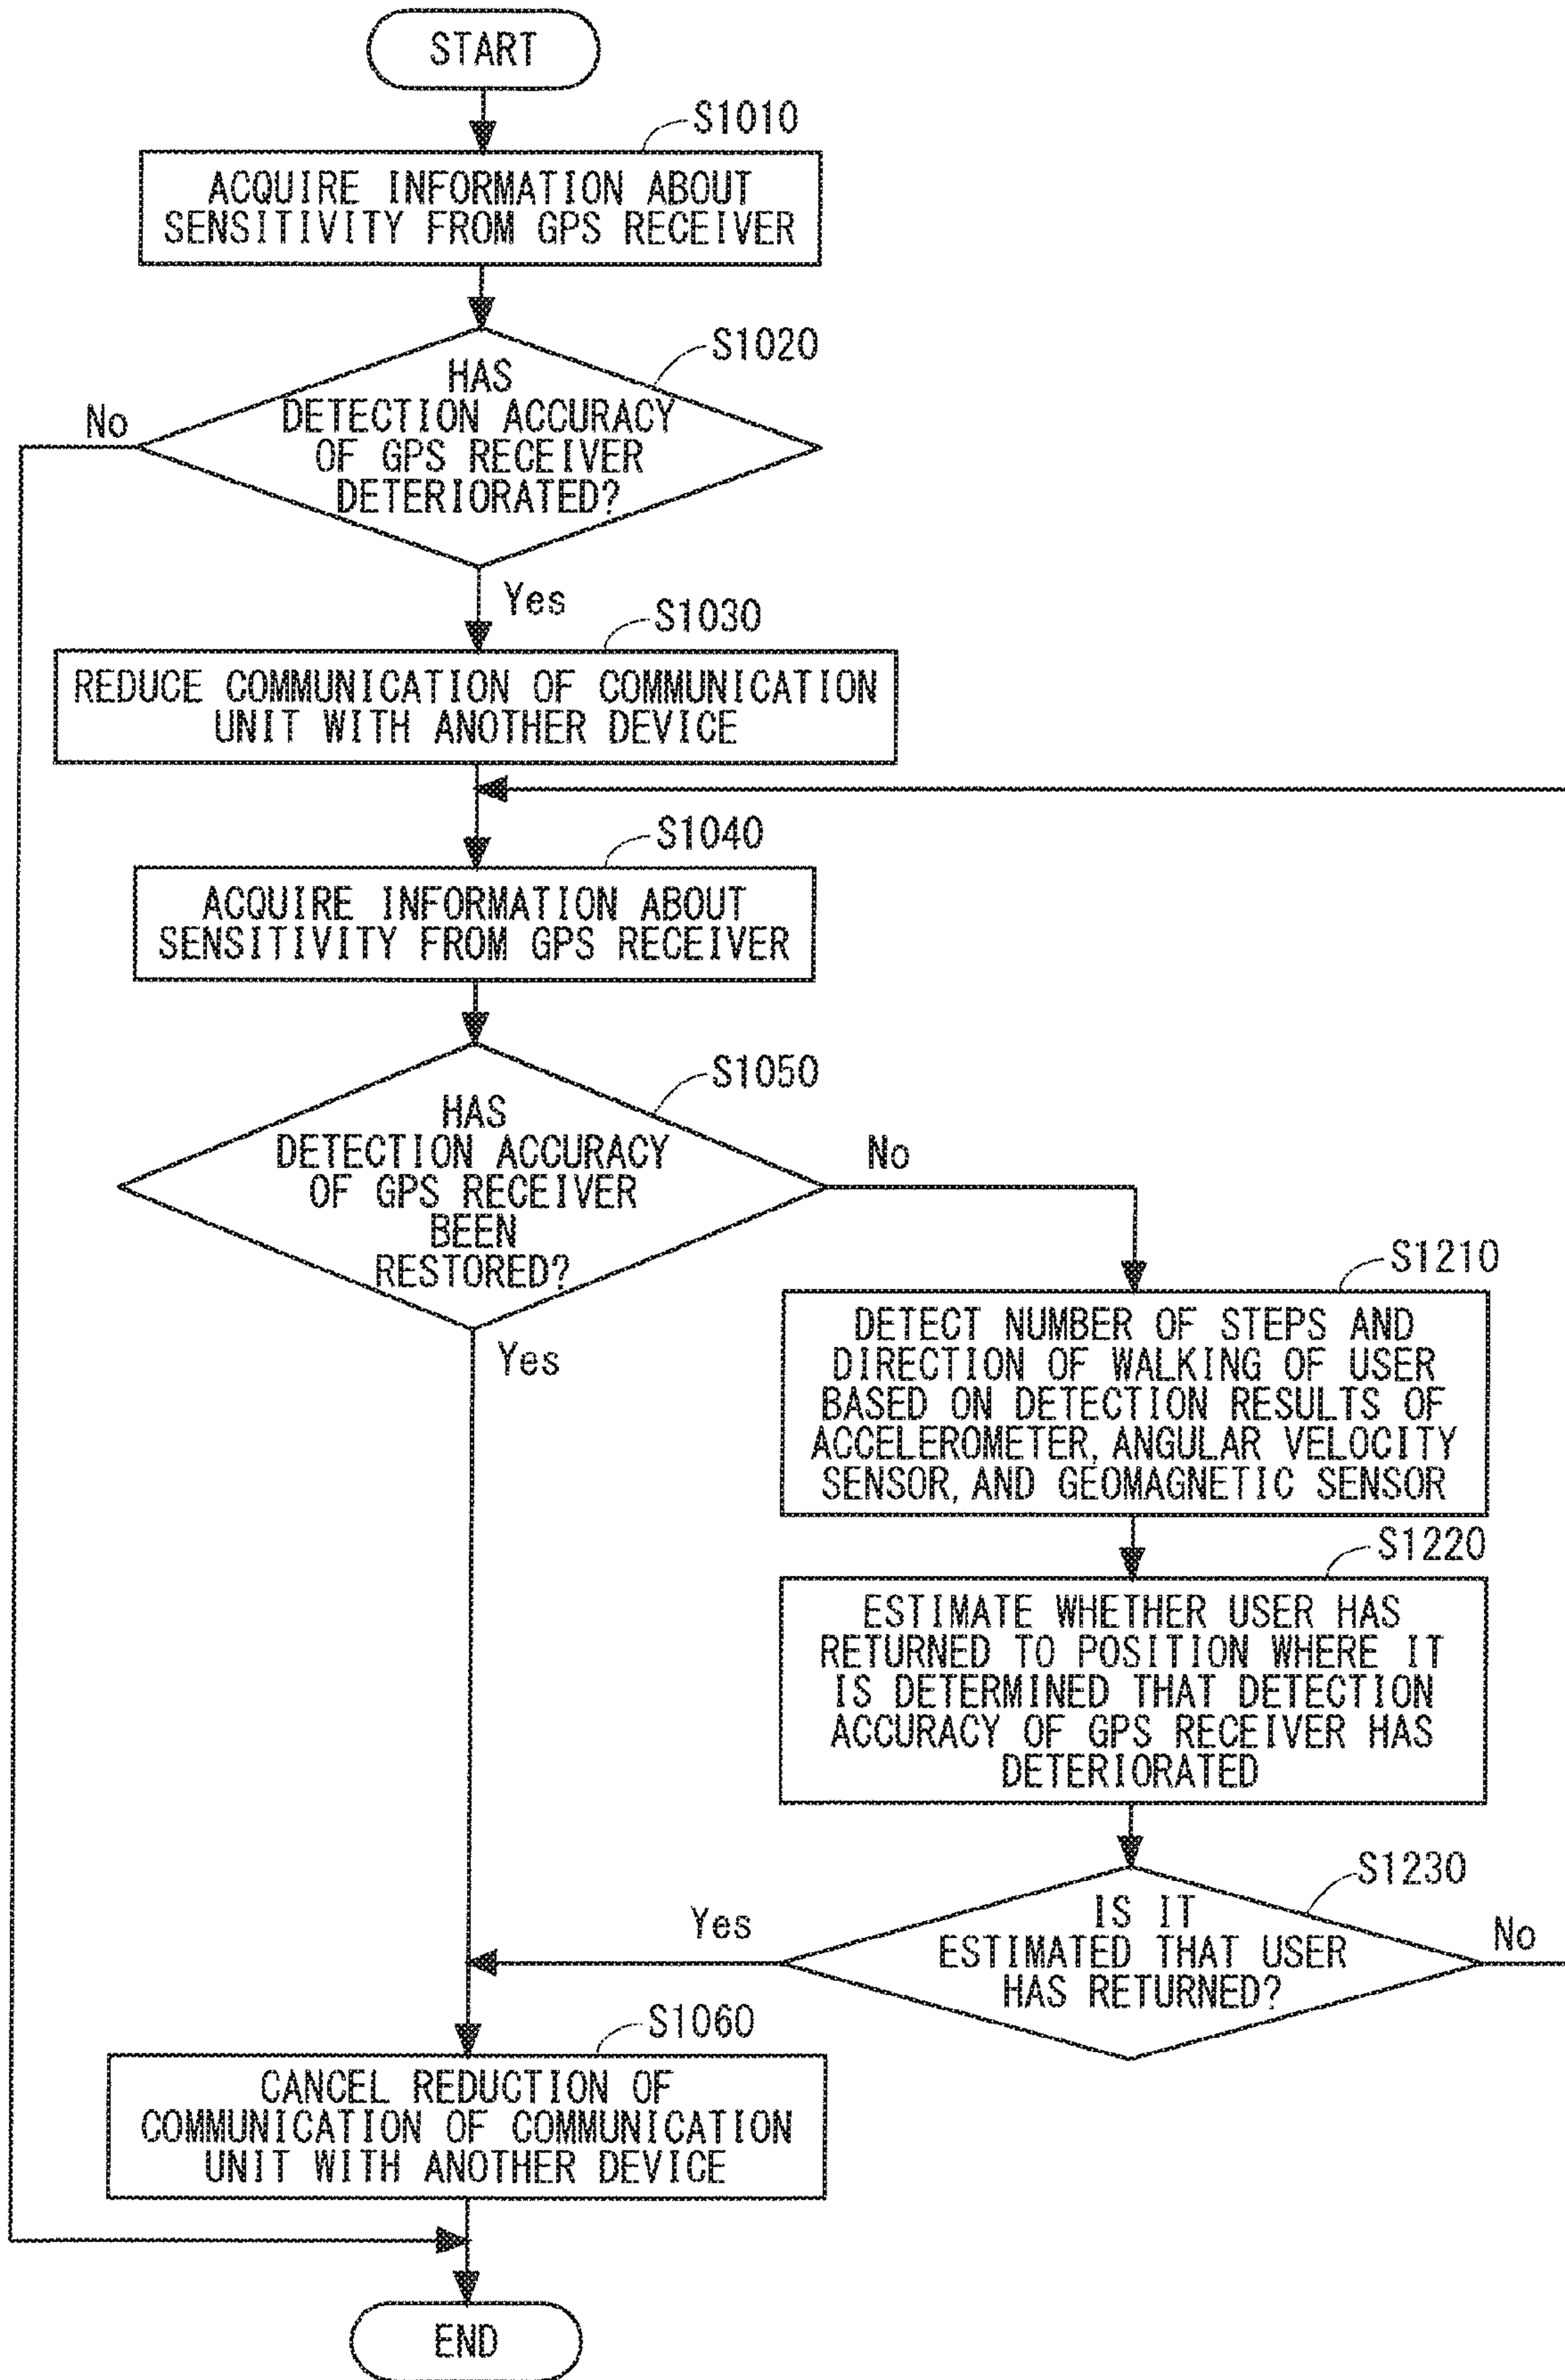 START
S1010
ACQUIRE INFORMATION ABOUT
SENSITIVITY FROM GPS RECEIVER
S1020
HAS
DETECTION ACCURACY
OF GPS RECEIVER
DETERIORATED?
No
Yes
S1030
REDUCE COMMUNICATION OF COMMUNICATION
UNIT WITH ANOTHER DEVICE
S1040
ACQUIRE INFORMATION ABOUT
SENSITIVITY FROM GPS RECEIVER
S1050
HAS
DETECTION ACCURACY
OF GPS RECEIVER
BEEN
RESTORED?
No
Yes
S1210
DETECT NUMBER OF STEPS AND
DIRECTION OF WALKING OF USER
BASED ON DETECTION RESULTS OF
ACCELEROMETER, ANGULAR VELOCITY
SENSOR, AND GEOMAGNETIC SENSOR
S1220
ESTIMATE WHETHER USER HAS
RETURNED TO POSITION WHERE IT
IS DETERMINED THAT DETECTION
ACCURACY OF GPS RECEIVER HAS
DETERIORATED
S1230
IS IT
ESTIMATED THAT USER
HAS RETURNED?
Yes
No
S1060
CANCEL REDUCTION OF
COMMUNICATION OF COMMUNICATION
UNIT WITH ANOTHER DEVICE
END